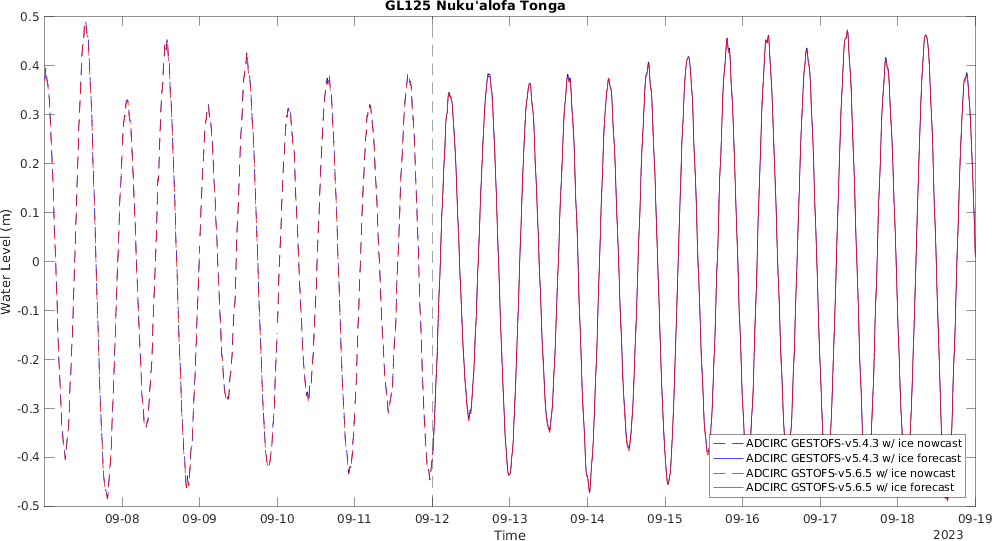 GL125 Nuku'alofa Tonga
0.5
0.4
0.3
0.2
0.1
0
-0.1
-0.2
-0.3
-0.4
-0.5
Water Level (m)
ADCIRC GESTOFS-v5.4.3 w/ ice nowcast
ADCIRC GESTOFS-v5.4.3 w/ ice forecast
ADCIRC GSTOFS-v5.6.5 w/ ice nowcast
ADCIRC GSTOFS-v5.6.5 w/ ice forecast
09-08 09-09 09-10 09-11 09-12 09-13 09-14 09-15 09-16 09-17 09-18 09-19
Time
2023